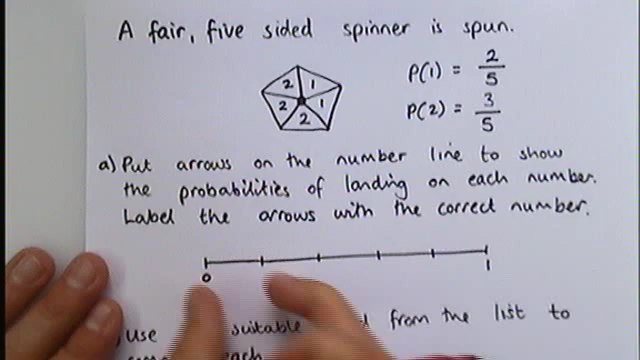 A fair, five sided spinner is spun.
2 1
2 1
2
P(1) = 2/5
P(2) = 3/5
a) Put arrows on the number line to show
the probabilities of landing on each number.
Label the arrows with the correct number.
0 1
Use suitable from the list to
each